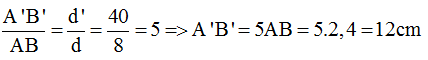 A'B'/AB = d'/d = 40/8 = 5 => A'B' = 5AB = 5.2,4 = 12cm